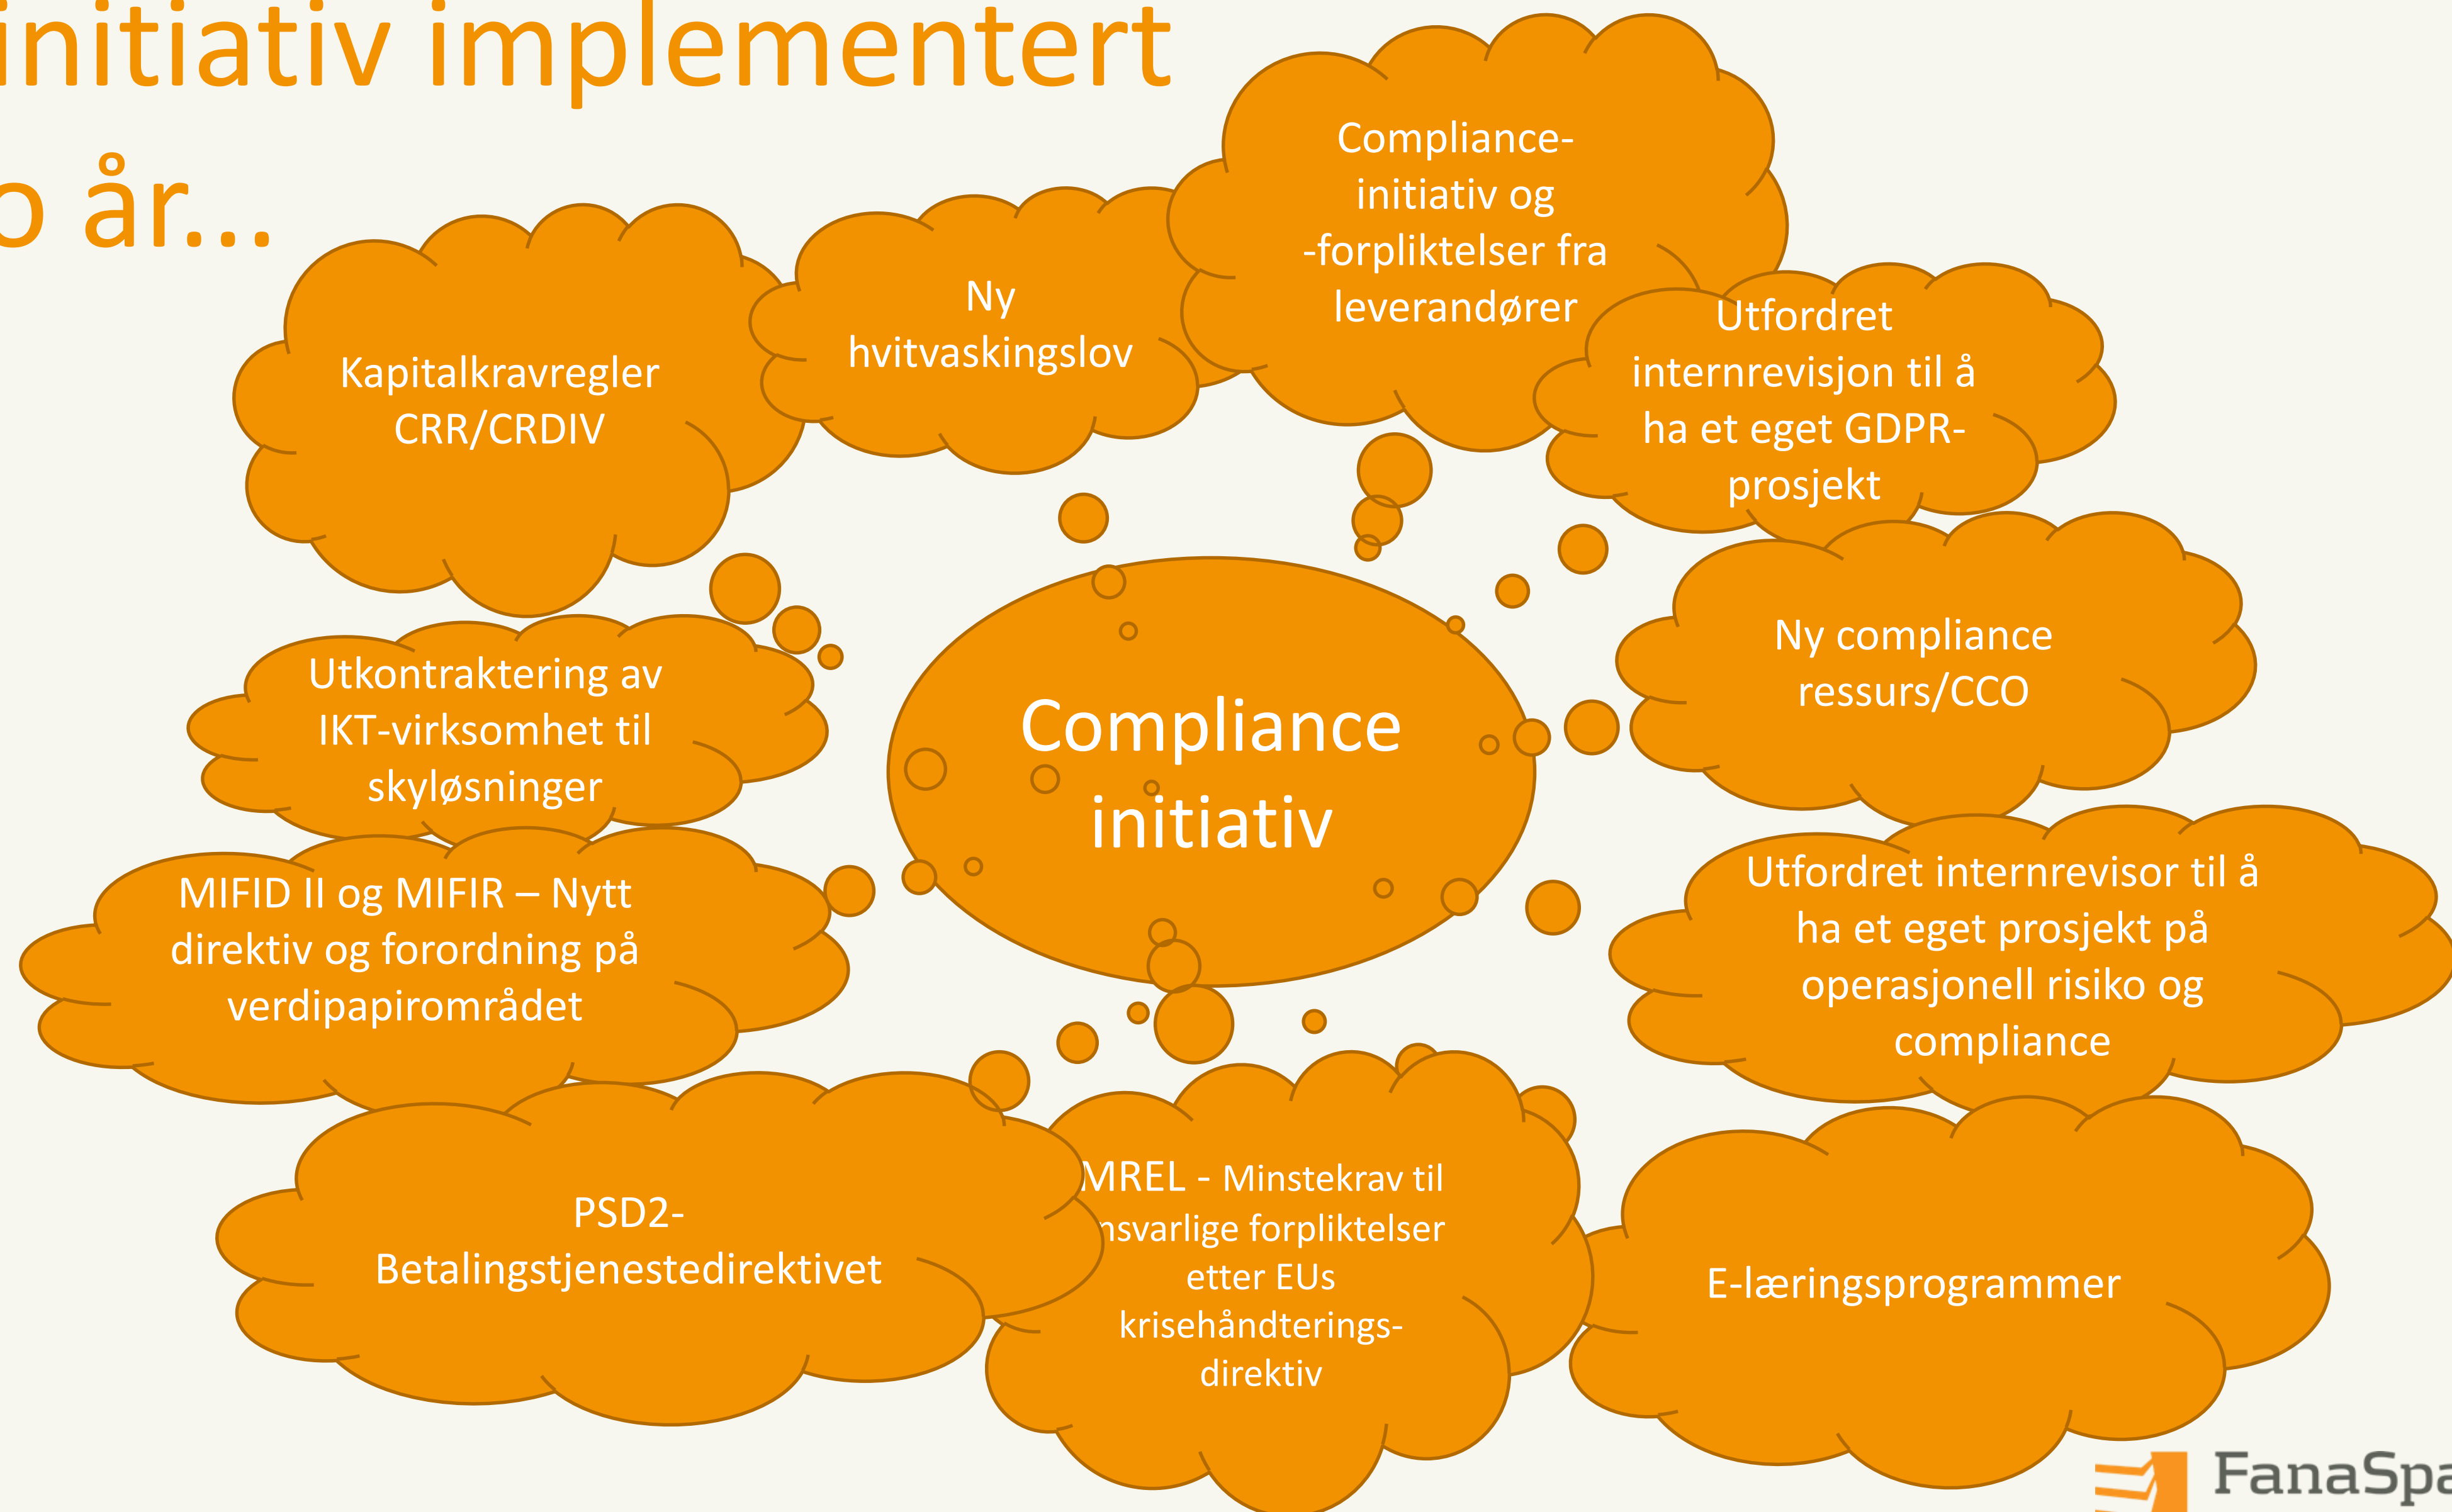 initiativ implementert
år...
Compliance-
initiativ og
-forpliktelser fra
leverandører
Ny
hvitvaskingslov
Utfordret
internrevisjon til å
ha et eget GDPR-
prosjekt
Kapitalkravregler
CRR/CRDIV
Ny compliance
ressurs/CCO
Utkontraktering av
IKT-virksomhet til
skyløsninger
Compliance
initiativ
MIFID II og MIFIR – Nytt
direktiv og forordning på
verdipapirområdet
Utfordret internrevisor til å
ha et eget prosjekt på
operasjonell risiko og
compliance
PSD2-
Betalingstjenestedirektivet
MREL - Minstekrav til
forpliktelser
etter EUs
krisehåndterings-
direktiv
E-læringsprogrammer